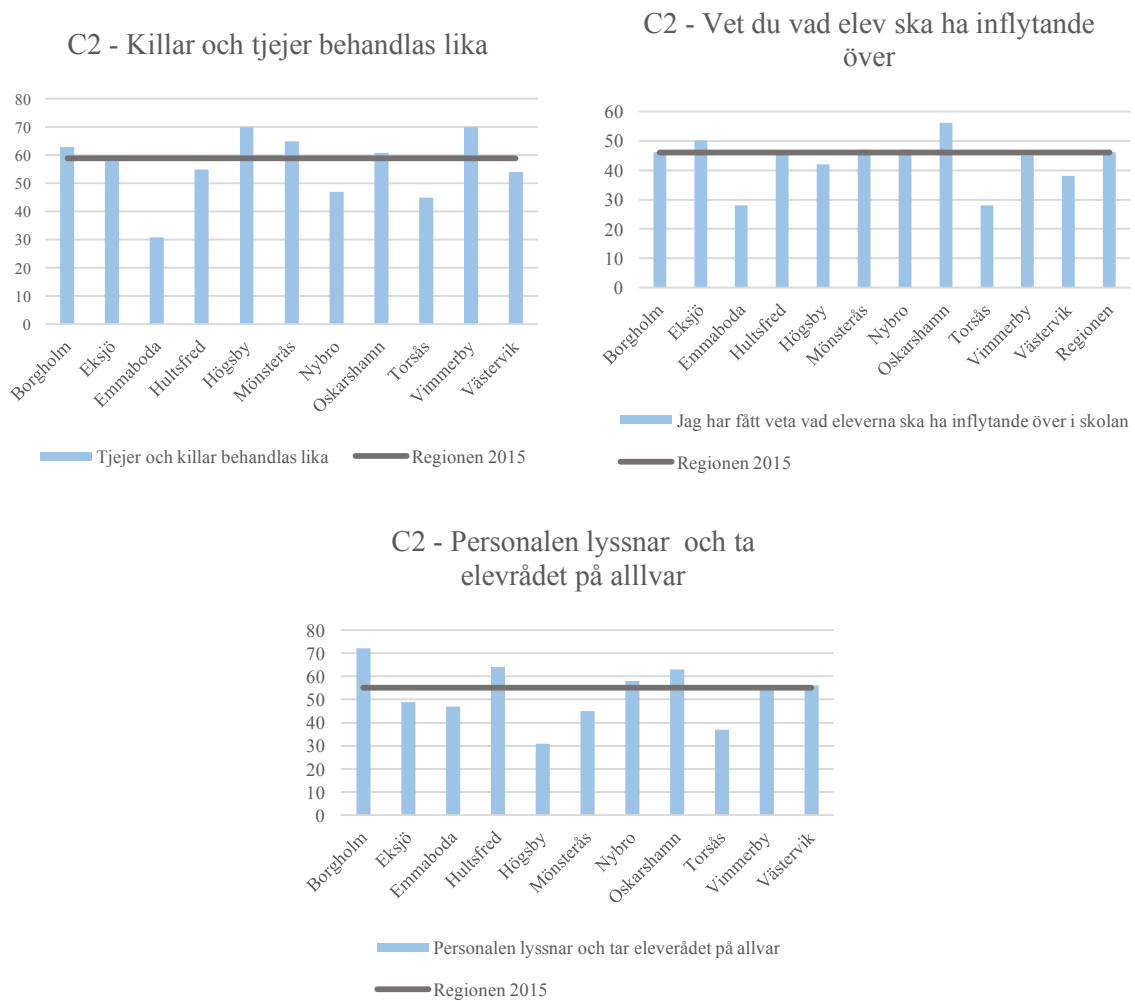 C2 - Killar och tjejer behandlas lika
80
70
60
50
40
30
20
10
0
Borgholm
Eksjö
Emmaboda
Hultsfred
Högsby
Mönsterås
Nybro
Oskarshamn
Torsås
Vimmerby
Västervik
Tjejer och killar behandlas lika
Regionen 2015
C2 - Vet du vad elev ska ha inflytande
över
60
50
40
30
20
10
0
Borgholm
Eksjö
Emmaboda
Hultsfred
Högsby
Mönsterås
Nybro
Oskarshamn
Torsås
Vimmerby
Västervik
Regionen
Jag har fått veta vad eleverna ska ha inflytande över i skolan
Regionen 2015
C2 - Personalen lyssnar och ta
elevrådet på alllvar
80
70
60
50
40
30
20
10
0
Borgholm
Eksjö
Emmaboda
Hultsfred
Högsby
Mönsterås
Nybro
Oskarshamn
Torsås
Vimmerby
Västervik
Personalen lyssnar och tar eleverådet på allvar
Regionen 2015